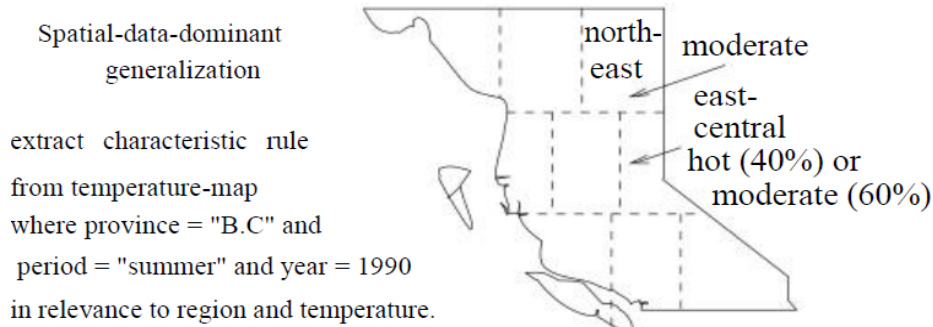 Spatial-data-dominant
generalization
extract characteristic rule
from temperature-map
where province = "B.C" and
period = "summer" and year = 1990
in relevance to region and temperature.
north-
east
moderate
east-
central
hot (40%) or
moderate (60%)